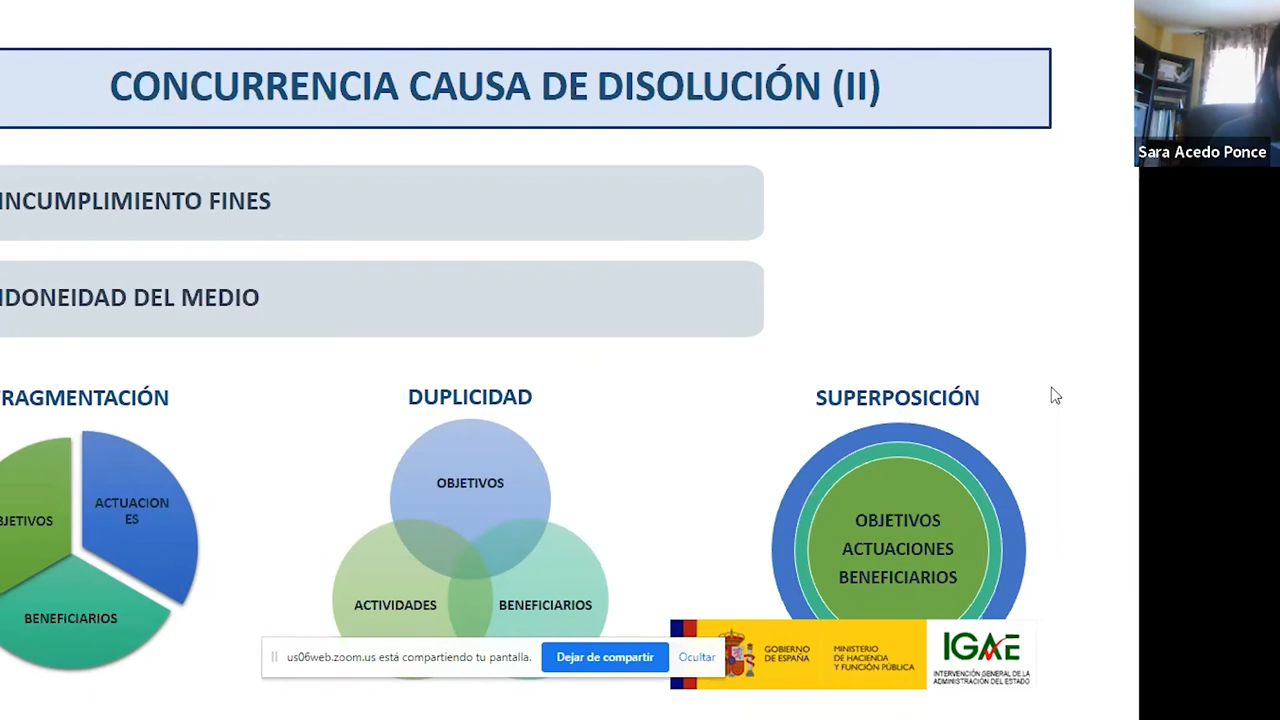 CONCURRENCIA CAUSA DE DISOLUCIÓN (II)
Sara Acedo Ponce
INCUMPLIMIENTO FINES
IDONEIDAD DEL MEDIO
RAGMENTACIÓN
DUPLICIDAD
SUPERPOSICIÓN
BJETIVOS
ACTUACION
ES
BENEFICIARIOS
OBJETIVOS
ACTIVIDADES
BENEFICIARIOS
OBJETIVOS
ACTUACIONES
BENEFICIARIOS
us06web.zoom.us está compartiendo tu pantalla.
Dejar de compartir
Ocultar
GOBIERNO
DE ESPAÑA
MINISTERIO
DE HACIENDA
Y FUNCIÓN PÚBLICA
IGAE
INTERVENCIÓN GENERAL DE LA
ADMINISTRACIÓN DEL ESTADO